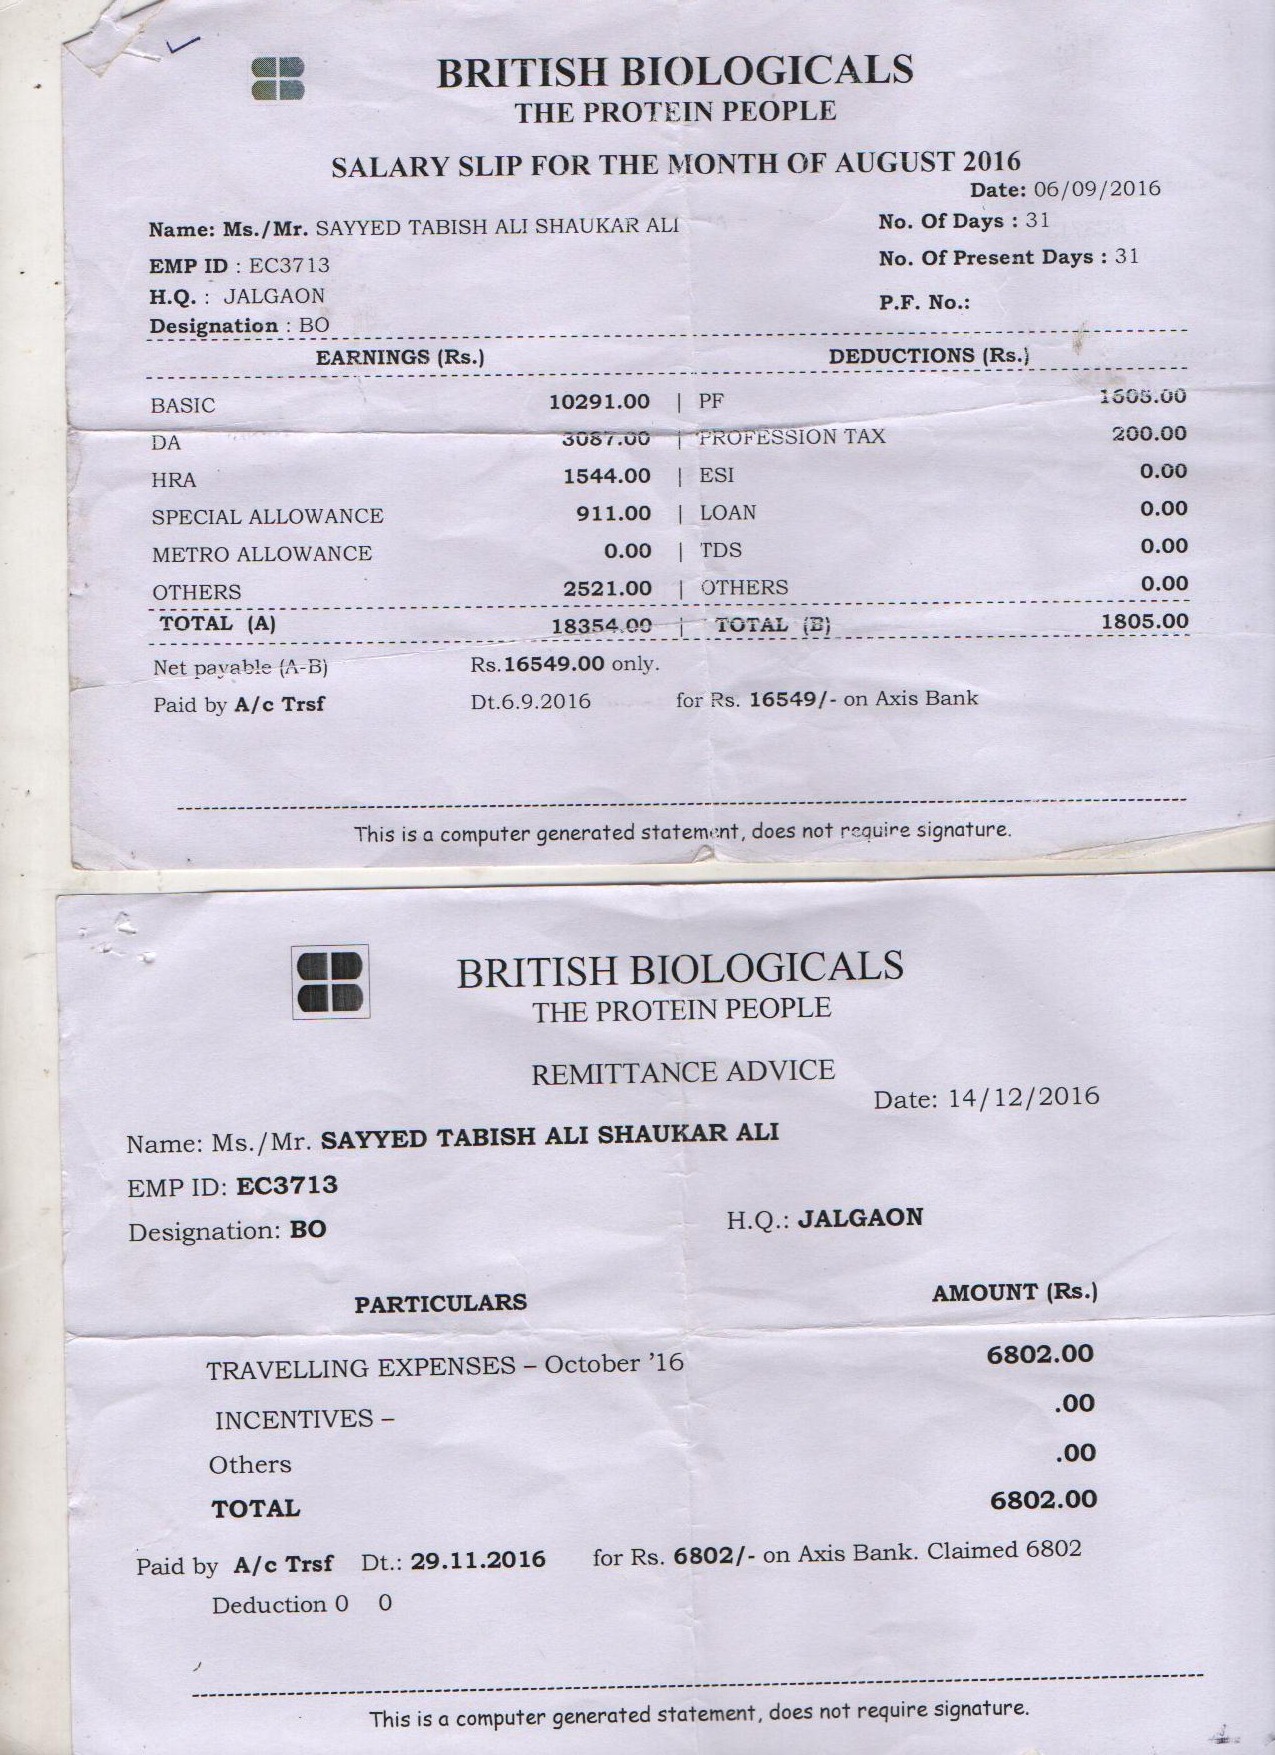 BRITISH BIOLOGICALS
THE PROTEIN PEOPLE
SALARY SLIP FOR THE MONTH OF AUGUST 2016
Date: 06/09/2016
Name: Ms./Mr. SAYYED TABISH ALI SHAUKAR ALI No. Of Days : 31
EMP ID : EC3713 No. Of Present Days : 31
H.Q. : JALGAON P.F. No.:
Designation : BO
EARNINGS (Rs.) DEDUCTIONS (Rs.)
BASIC 10291.00 | PF 1605.00
DA 3087.00 | PROFESSION TAX 200.00
HRA 1544.00 | ESI 0.00
SPECIAL ALLOWANCE 911.00 | LOAN 0.00
METRO ALLOWANCE 0.00 | TDS 0.00
OTHERS 2521.00 | OTHERS 0.00
TOTAL (A) 18354.00 | TOTAL (B) 1805.00
Net payable (A-B) Rs.16549.00 only.
Paid by A/c Trsf Dt.6.9.2016 for Rs. 16549/- on Axis Bank
This is a computer generated statement, does not require signature.
BRITISH BIOLOGICALS
THE PROTEIN PEOPLE
REMITTANCE ADVICE
Date: 14/12/2016
Name: Ms./Mr. SAYYED TABISH ALI SHAUKAR ALI
EMP ID: EC3713
Designation: BO H.Q.: JALGAON
PARTICULARS AMOUNT (Rs.)
TRAVELLING EXPENSES – October '16 6802.00
INCENTIVES – .00
Others .00
TOTAL 6802.00
Paid by A/c Trsf Dt.: 29.11.2016 for Rs. 6802/- on Axis Bank. Claimed 6802
Deduction 0 0
This is a computer generated statement, does not require signature.